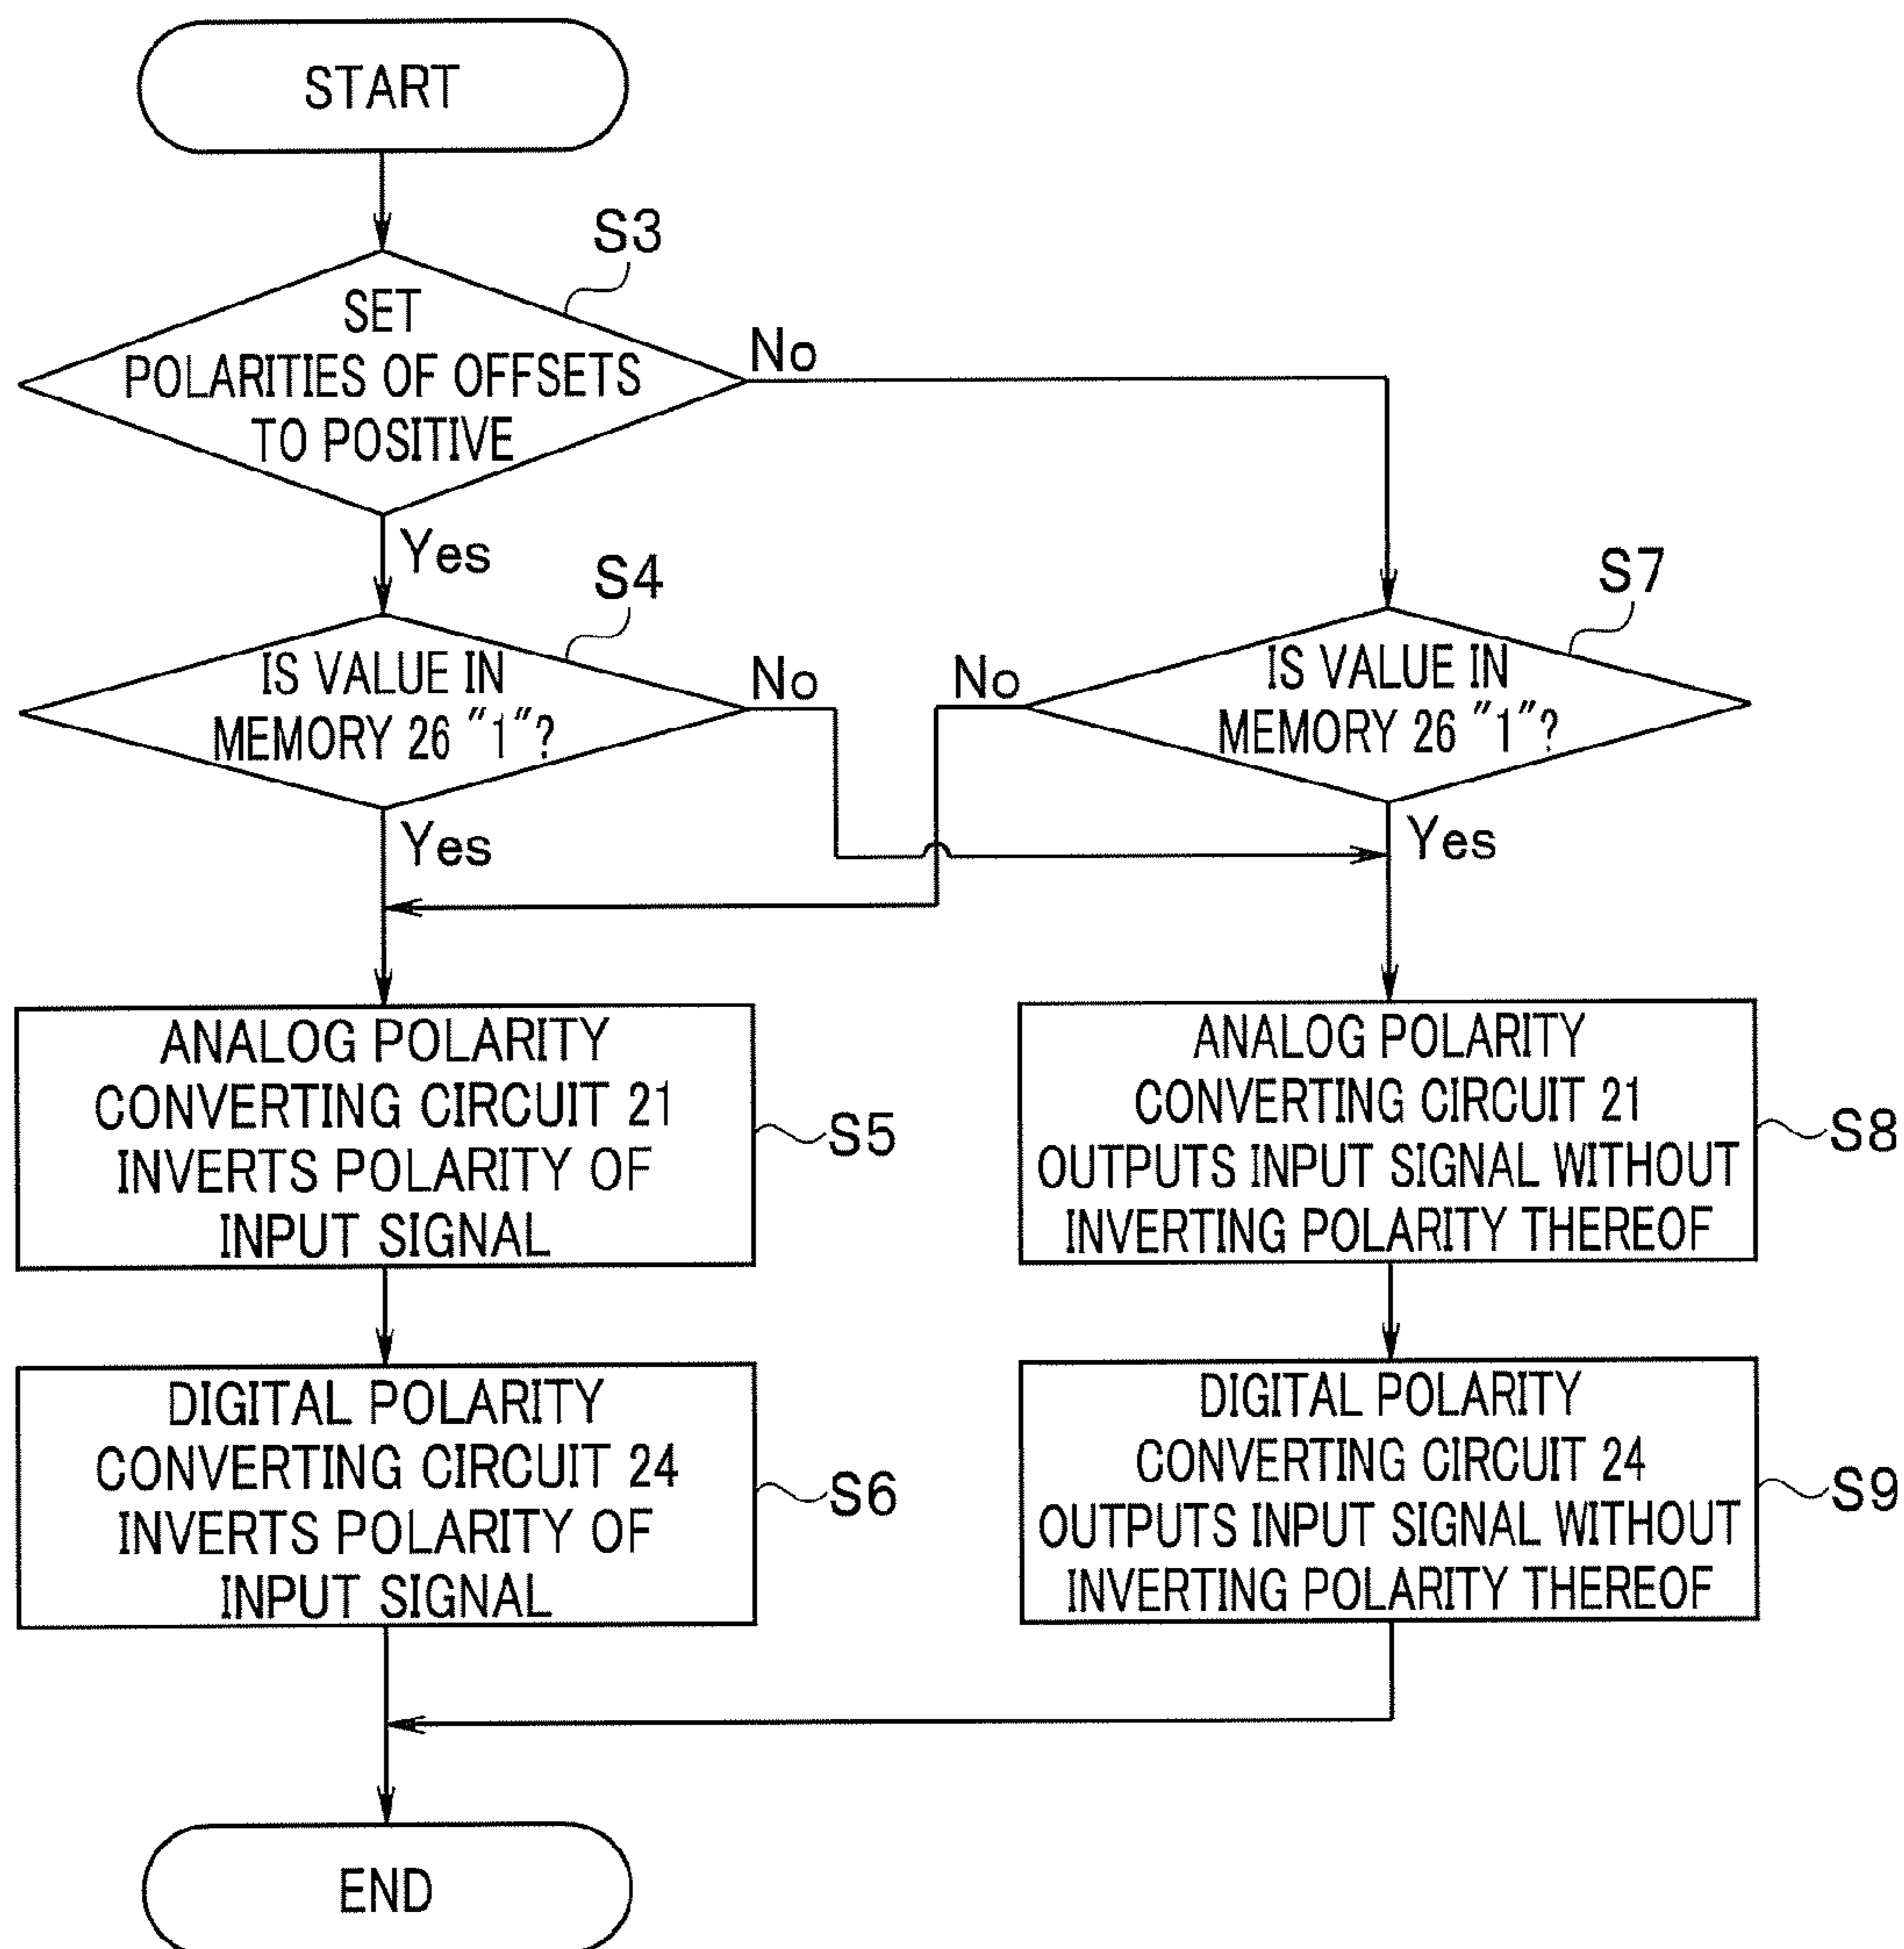 START
S3
SET
POLARITIES OF OFFSETS
TO POSITIVE
No
Yes
S4
IS VALUE IN
MEMORY 26 "1"?
No
Yes
S7
IS VALUE IN
MEMORY 26 "1"?
No
Yes
ANALOG POLARITY
CONVERTING CIRCUIT 21
INVERTS POLARITY OF
INPUT SIGNAL
S5
ANALOG POLARITY
CONVERTING CIRCUIT 21
OUTPUTS INPUT SIGNAL WITHOUT
INVERTING POLARITY THEREOF
S8
DIGITAL POLARITY
CONVERTING CIRCUIT 24
INVERTS POLARITY OF
INPUT SIGNAL
S6
DIGITAL POLARITY
CONVERTING CIRCUIT 24
OUTPUTS INPUT SIGNAL WITHOUT
INVERTING POLARITY THEREOF
S9
END